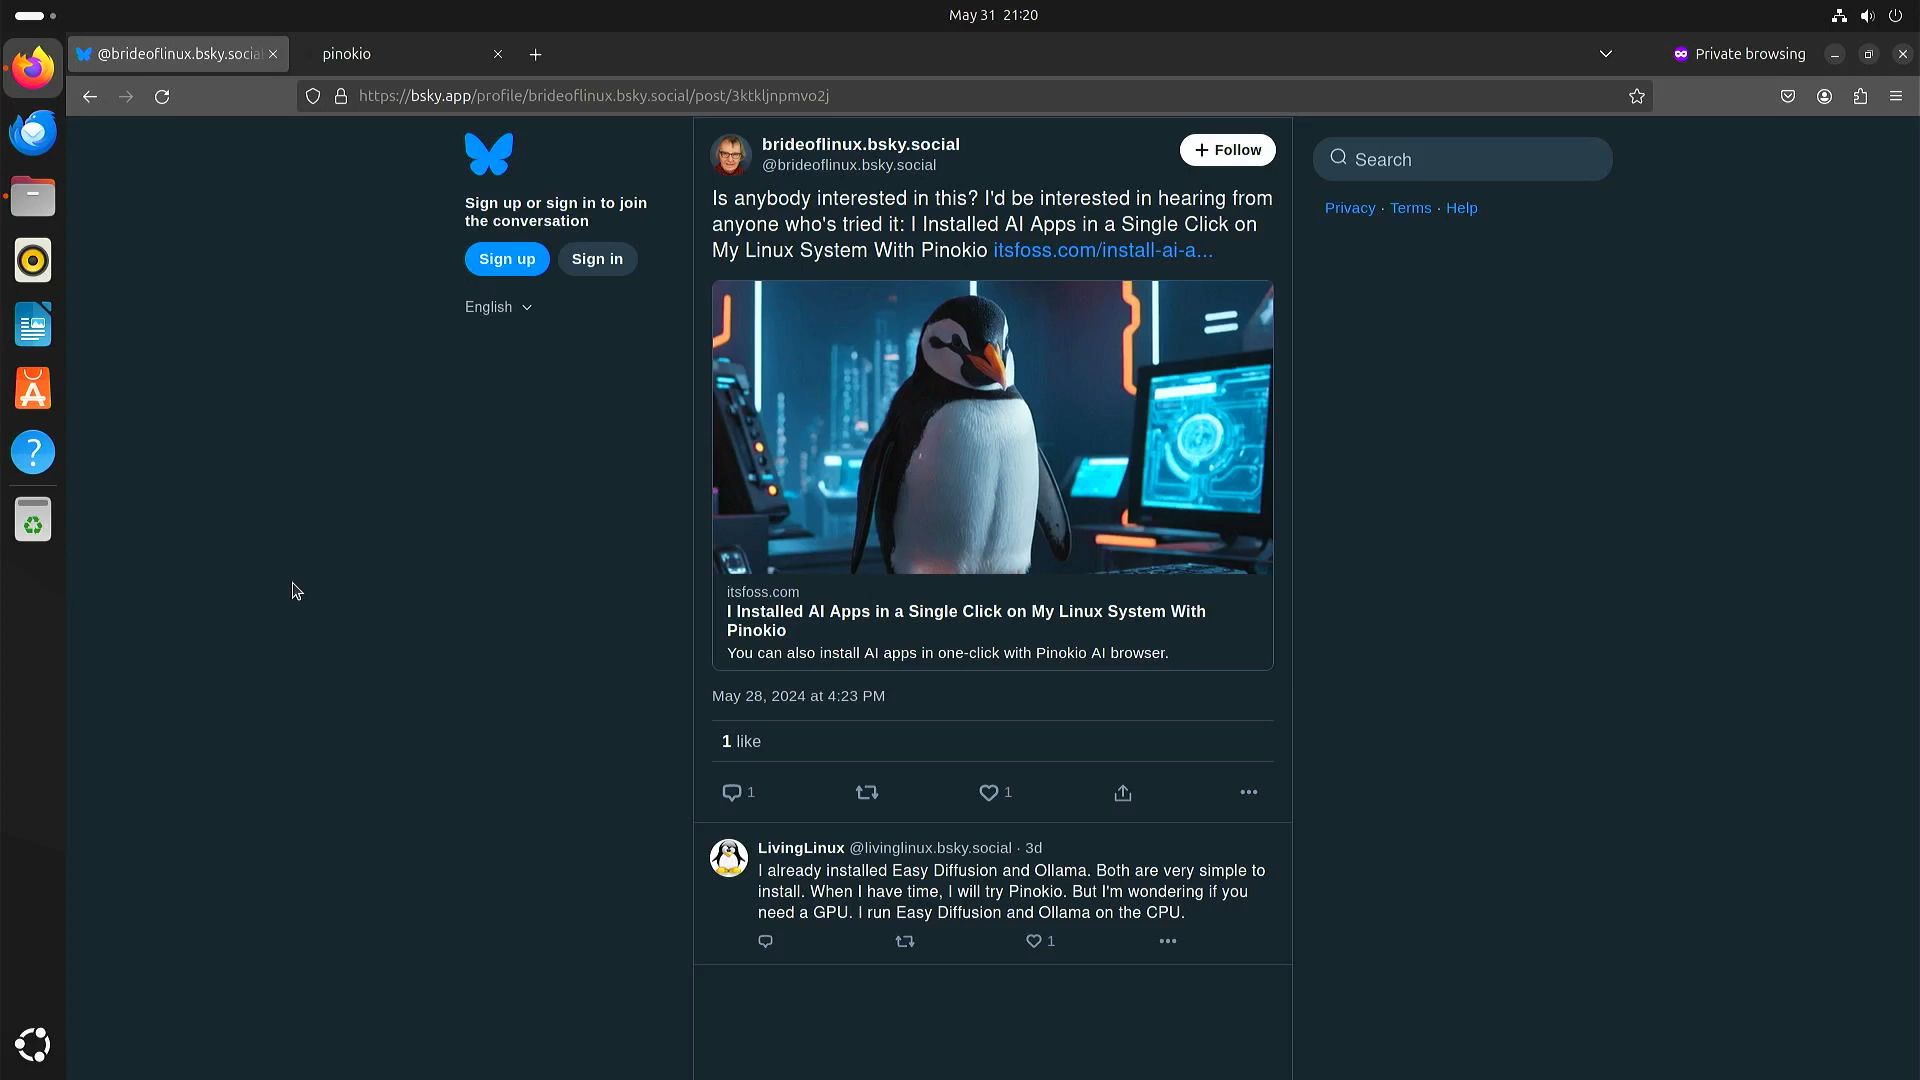 May 31 21:20
@brideoflinux.bsky.socia
pinokio
Private browsing
https://bsky.app/profile/brideoflinux.bsky.social/post/3ktkljnpmvo2j
Sign up or sign in to join
the conversation
Sign up
Sign in
English
brideoflinux.bsky.social
@brideoflinux.bsky.social
+ Follow
Is anybody interested in this? I'd be interested in hearing from
anyone who's tried it: I Installed AI Apps in a Single Click on
My Linux System With Pinokio itsfoss.com/install-ai-a...
itsfoss.com
I Installed AI Apps in a Single Click on My Linux System With
Pinokio
You can also install AI apps in one-click with Pinokio AI browser.
May 28, 2024 at 4:23 PM
1 like
1
1
LivingLinux @livinglinux.bsky.social · 3d
I already installed Easy Diffusion and Ollama. Both are very simple to
install. When I have time, I will try Pinokio. But I'm wondering if you
need a GPU. I run Easy Diffusion and Ollama on the CPU.
1
Search
Privacy · Terms · Help